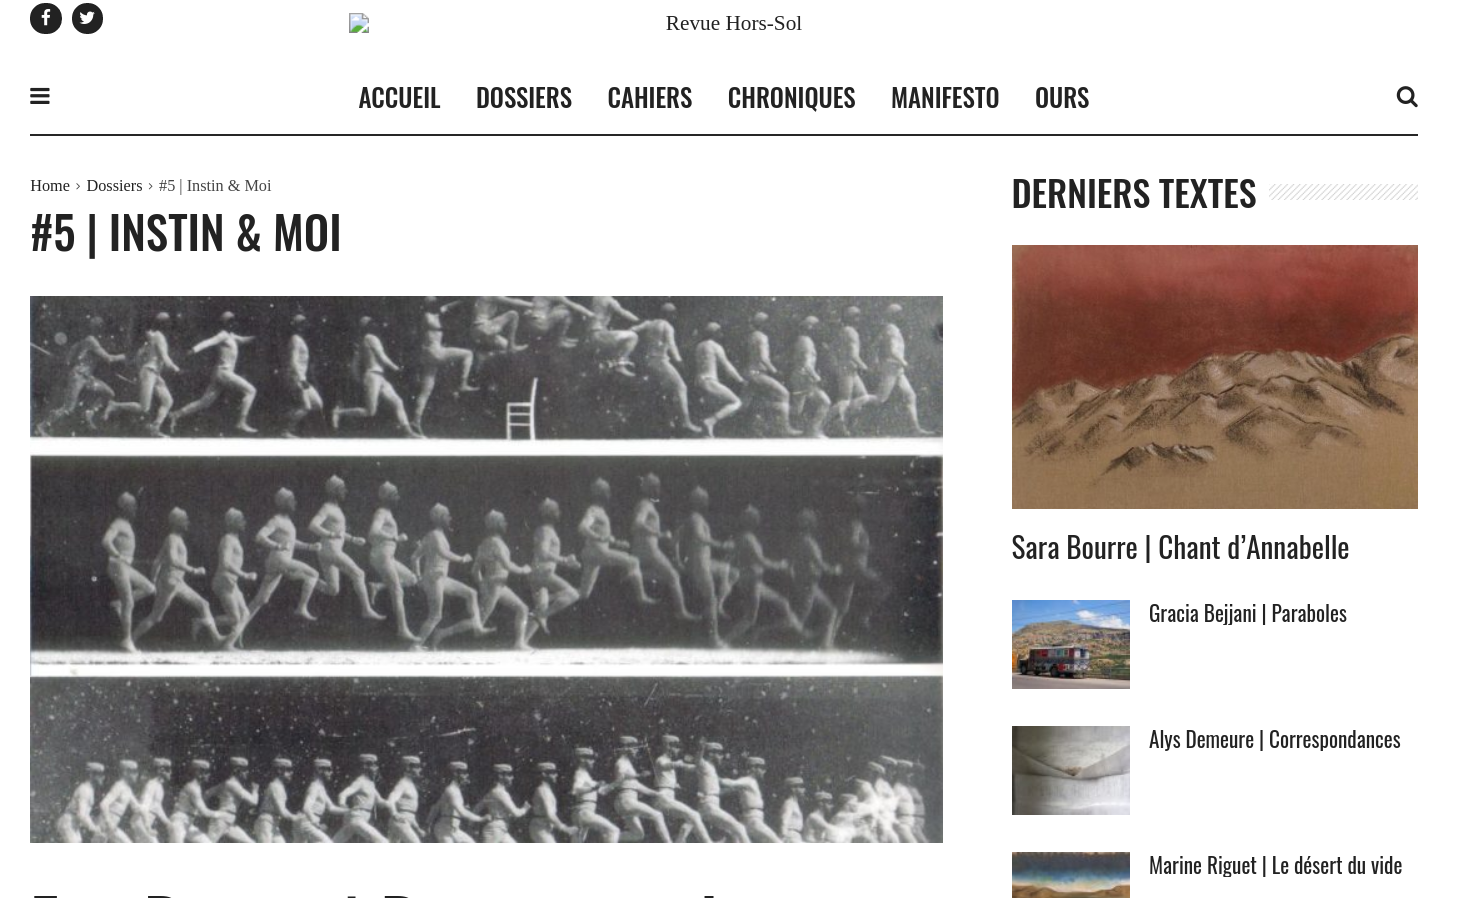 Revue Hors-Sol
ACCUEIL DOSSIERS CAHIERS CHRONIQUES MANIFESTO OURS
Home › Dossiers › #5 | Instin & Moi
#5 | INSTIN & MOI
DERNIERS TEXTES
Sara Bourre | Chant d’Annabelle
Gracia Bejjani | Paraboles
Alys Demeure | Correspondances
Marine Riguet | Le désert du vide